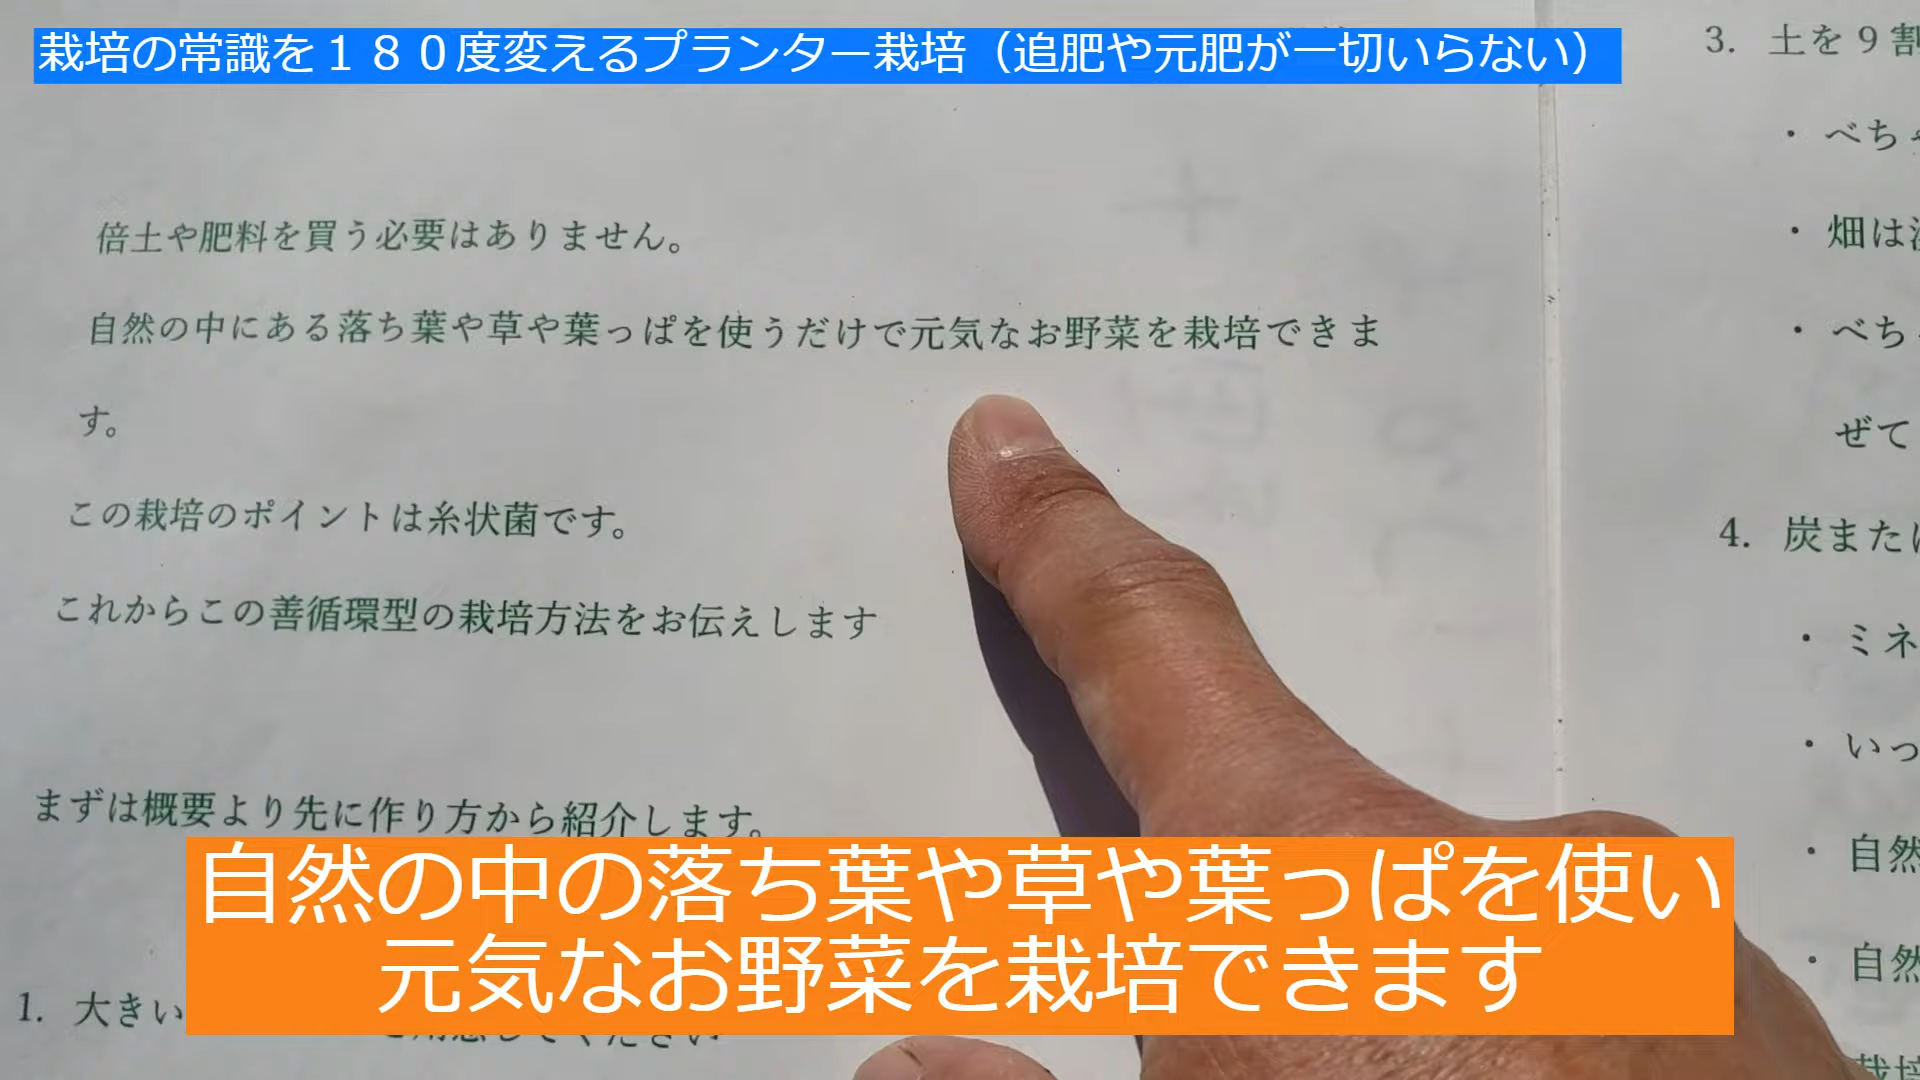 栽培の常識を１８０度変えるプランター栽培（追肥や元肥が一切いらない）
倍土や肥料を買う必要はありません。
自然の中にある落ち葉や草や葉っぱを使うだけで元気なお野菜を栽培できま
す。
この栽培のポイントは糸状菌です。
これからこの善循環型の栽培方法をお伝えします
まずは概要より先に作り方から紹介します。
1. 大きい
3. 土を9割
・べちゃ
・畑は
・べち
ぜて
4. 炭また
・ミネ
・いっ
・自然
・自然
栽培
自然の中の落ち葉や草や葉っぱを使い
元気なお野菜を栽培できます